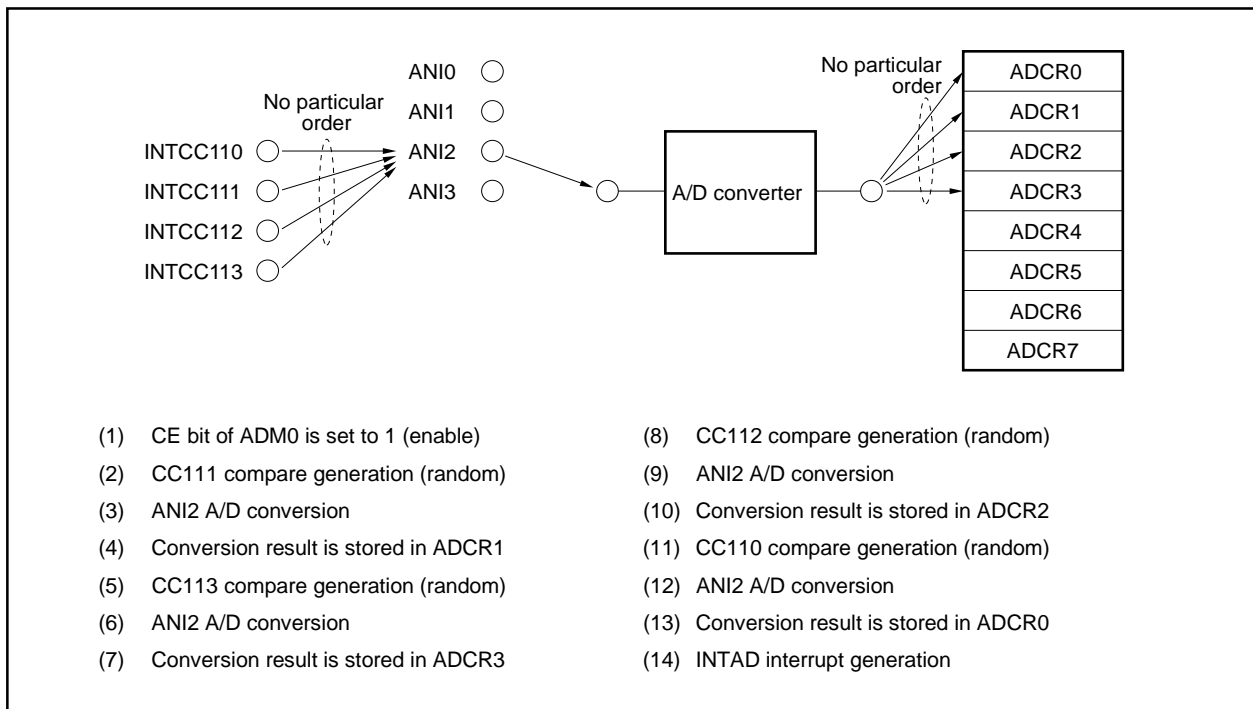 No particular
order
INTCC110
INTCC111
INTCC112
INTCC113
ANI0
ANI1
ANI2
ANI3
A/D converter
No particular
order
ADCR0
ADCR1
ADCR2
ADCR3
ADCR4
ADCR5
ADCR6
ADCR7
(1) CE bit of ADM0 is set to 1 (enable)
(2) CC111 compare generation (random)
(3) ANI2 A/D conversion
(4) Conversion result is stored in ADCR1
(5) CC113 compare generation (random)
(6) ANI2 A/D conversion
(7) Conversion result is stored in ADCR3
(8) CC112 compare generation (random)
(9) ANI2 A/D conversion
(10) Conversion result is stored in ADCR2
(11) CC110 compare generation (random)
(12) ANI2 A/D conversion
(13) Conversion result is stored in ADCR0
(14) INTAD interrupt generation